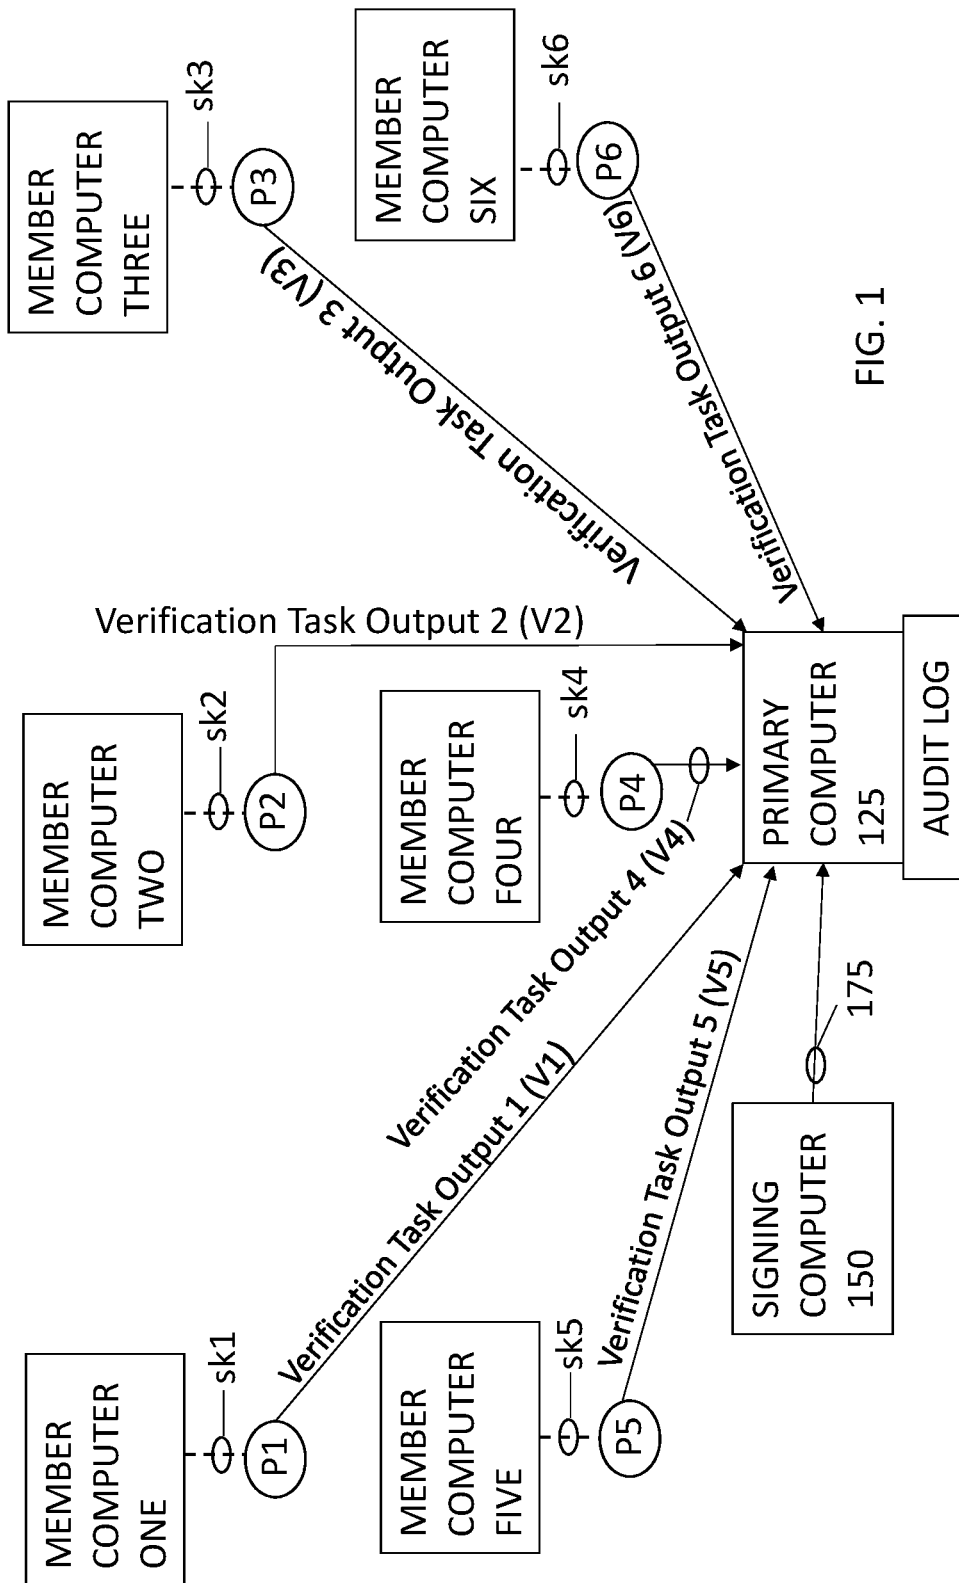 MEMBER
COMPUTER
ONE
sk1
P1
Verification Task Output 1 (V1)
MEMBER
COMPUTER
TWO
sk2
P2
Verification Task Output 2 (V2)
MEMBER
COMPUTER
THREE
sk3
P3
Verification Task Output 3 (V3)
MEMBER
COMPUTER
FIVE
sk5
P5
Verification Task Output 5 (V5)
MEMBER
COMPUTER
FOUR
sk4
P4
Verification Task Output 4 (V4)
MEMBER
COMPUTER
SIX
sk6
P6
Verification Task Output 6 (V6)
SIGNING
COMPUTER
150
175
PRIMARY
COMPUTER
125
AUDIT LOG
FIG. 1